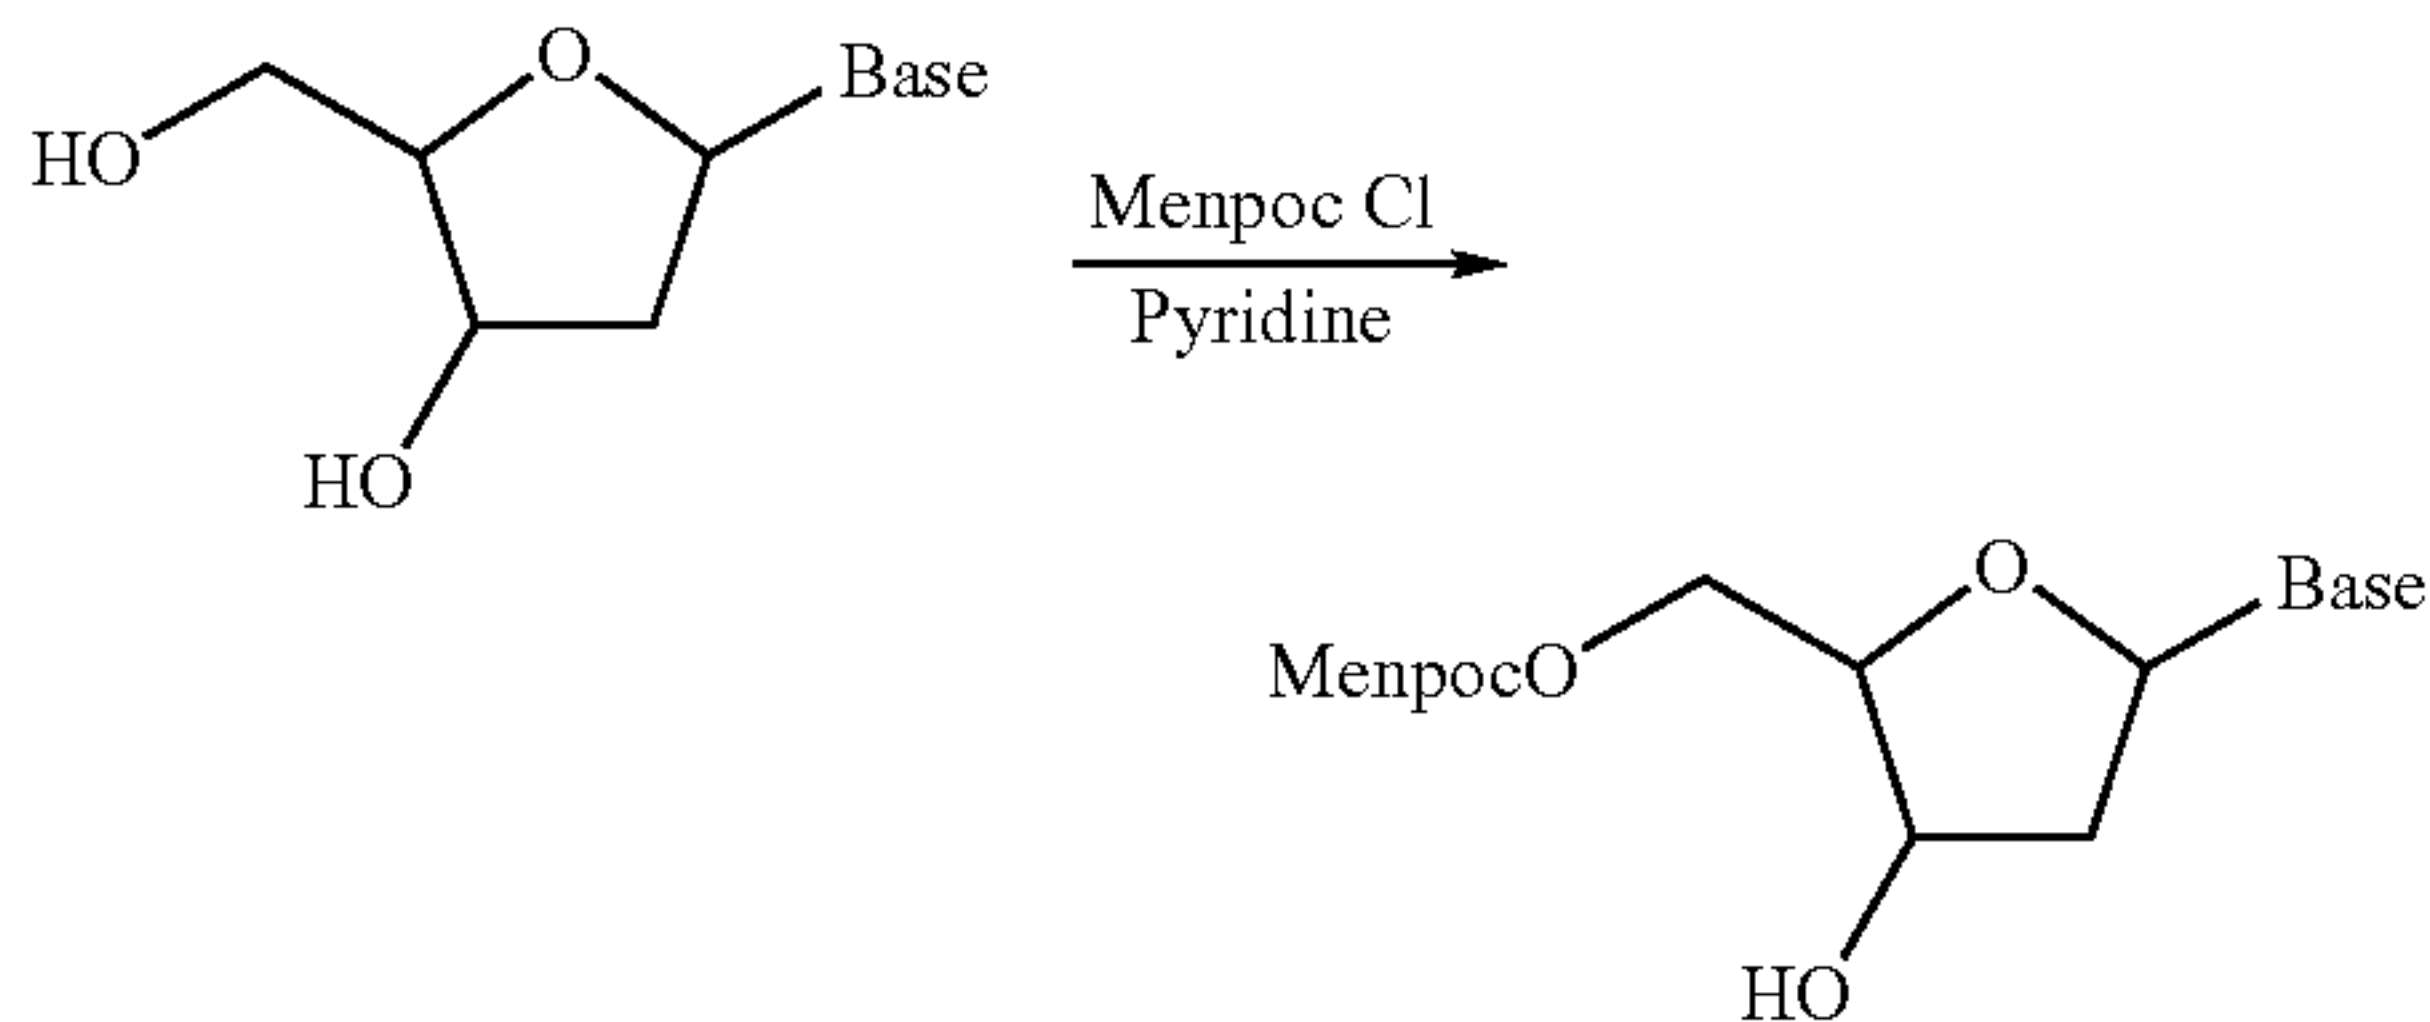 O
Base
HO
Menpoc Cl
Pyridine
HO
O
Base
MenpocO
HO